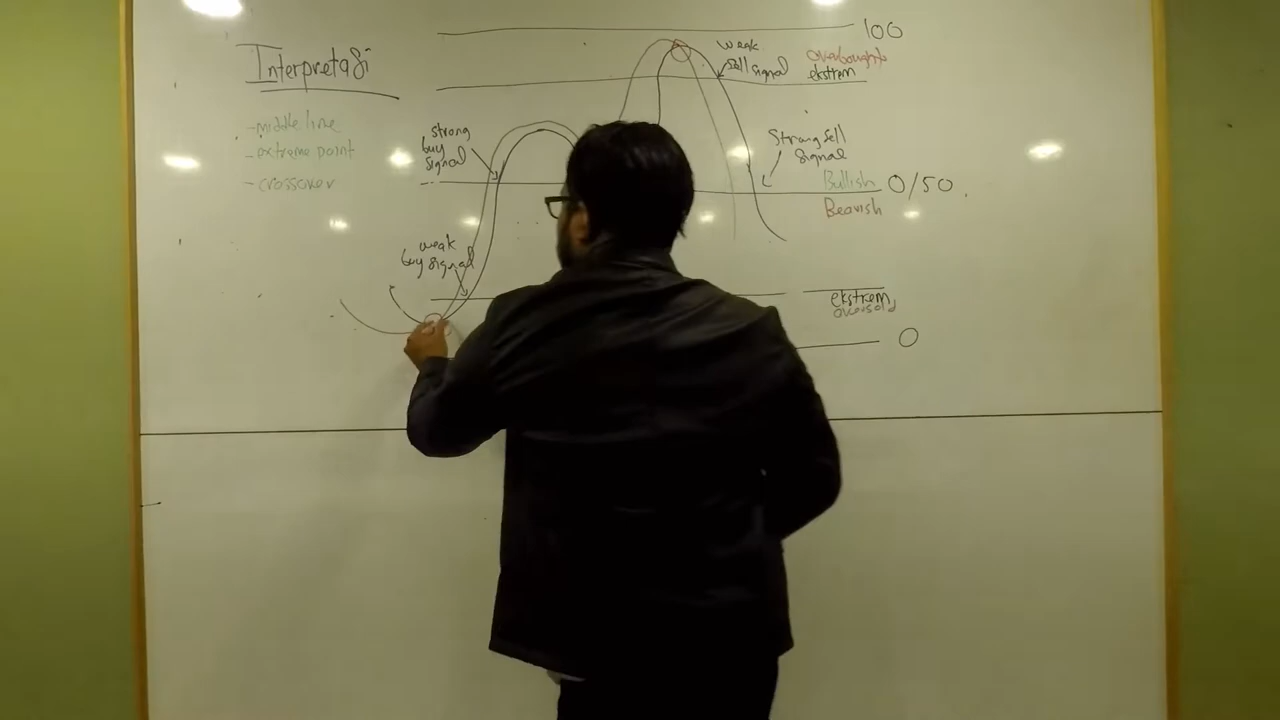 Interpretasi
-middle line
-extreme point
-crossover
strong
buy
signal
weak
buy signal
weak
sell signal
100
overbought
ekstrem
Strong sell
signal
Bullish
0/50
Bearish
ekstrem
oversold
0